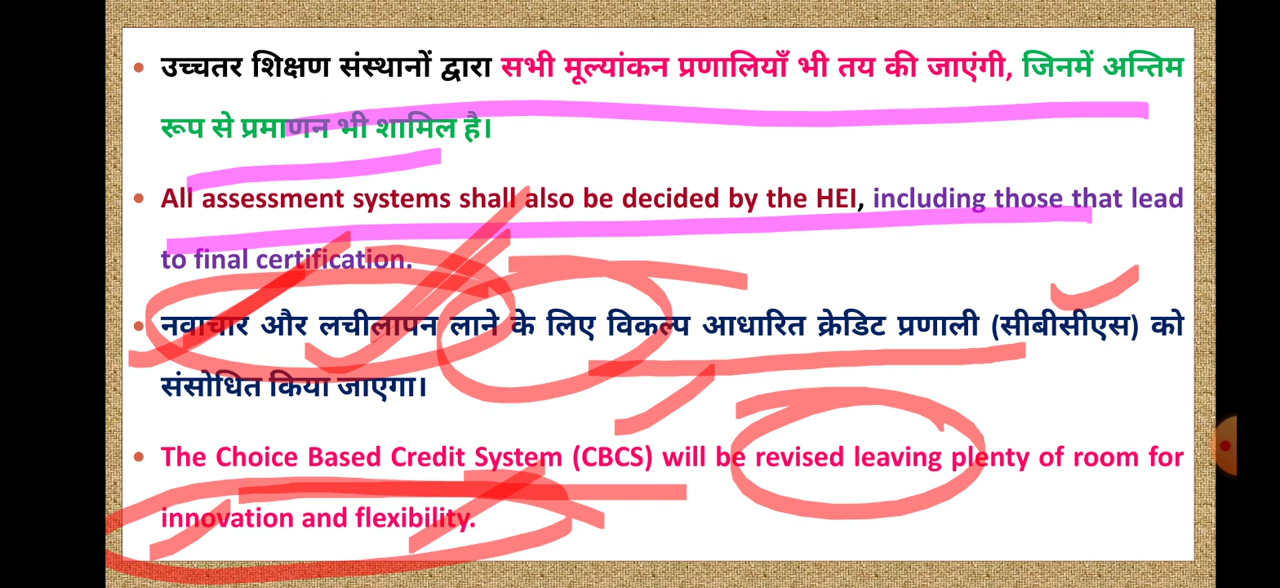 • उच्चतर शिक्षण संस्थानों द्वारा सभी मूल्यांकन प्रणालियाँ भी तय की जाएंगी, जिनमें अन्तिम
रूप से प्रमाणन भी शामिल है।
• All assessment systems shall also be decided by the HEI, including those that lead
to final certification.
• नवाचार और लचीलापन लाने के लिए विकल्प आधारित क्रेडिट प्रणाली (सीबीसीएस) को
संसोधित किया जाएगा।
• The Choice Based Credit System (CBCS) will be revised leaving plenty of room for
innovation and flexibility.